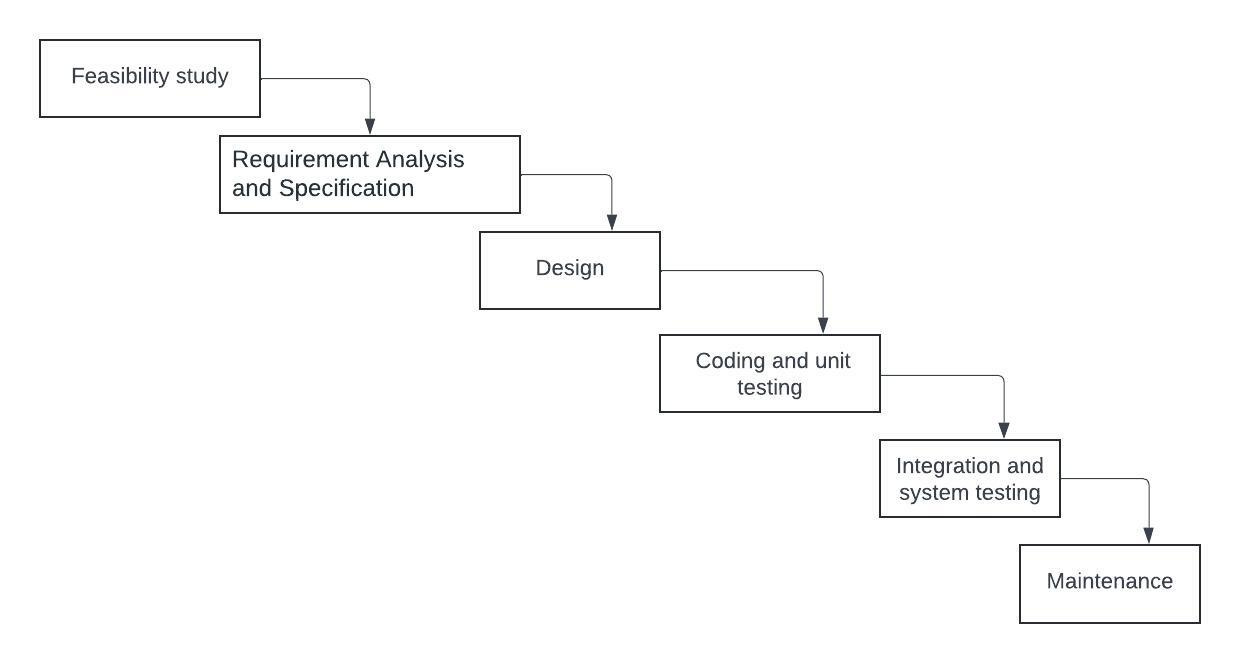 Feasibility study
Requirement Analysis
and Specification
Design
Coding and unit
testing
Integration and
system testing
Maintenance